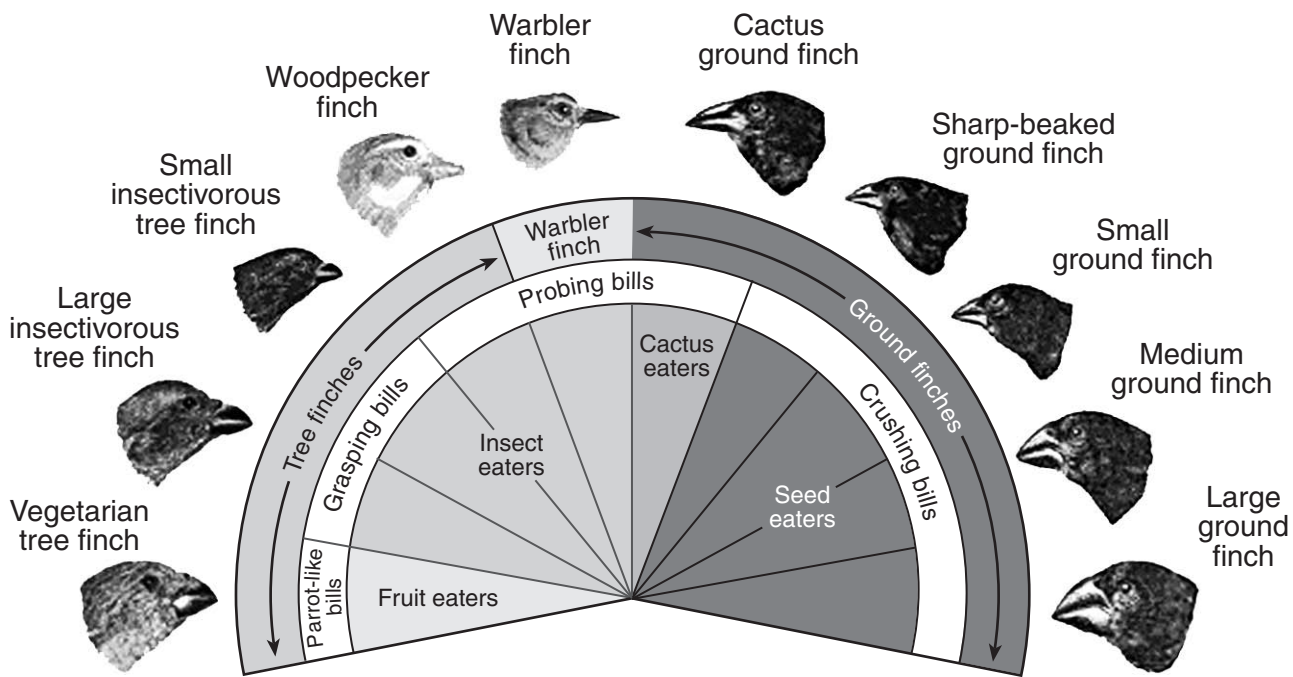 Warbler
finch
Cactus
ground finch
Woodpecker
finch
Sharp-beaked
ground finch
Small
insectivorous
tree finch
Small
ground finch
Large
insectivorous
tree finch
Medium
ground finch
Vegetarian
tree finch
Large
ground
finch
Warbler
finch
Tree finches
Ground finches
Probing bills
Grasping bills
Crushing bills
Parrot-like
bills
Cactus
eaters
Insect
eaters
Seed
eaters
Fruit eaters